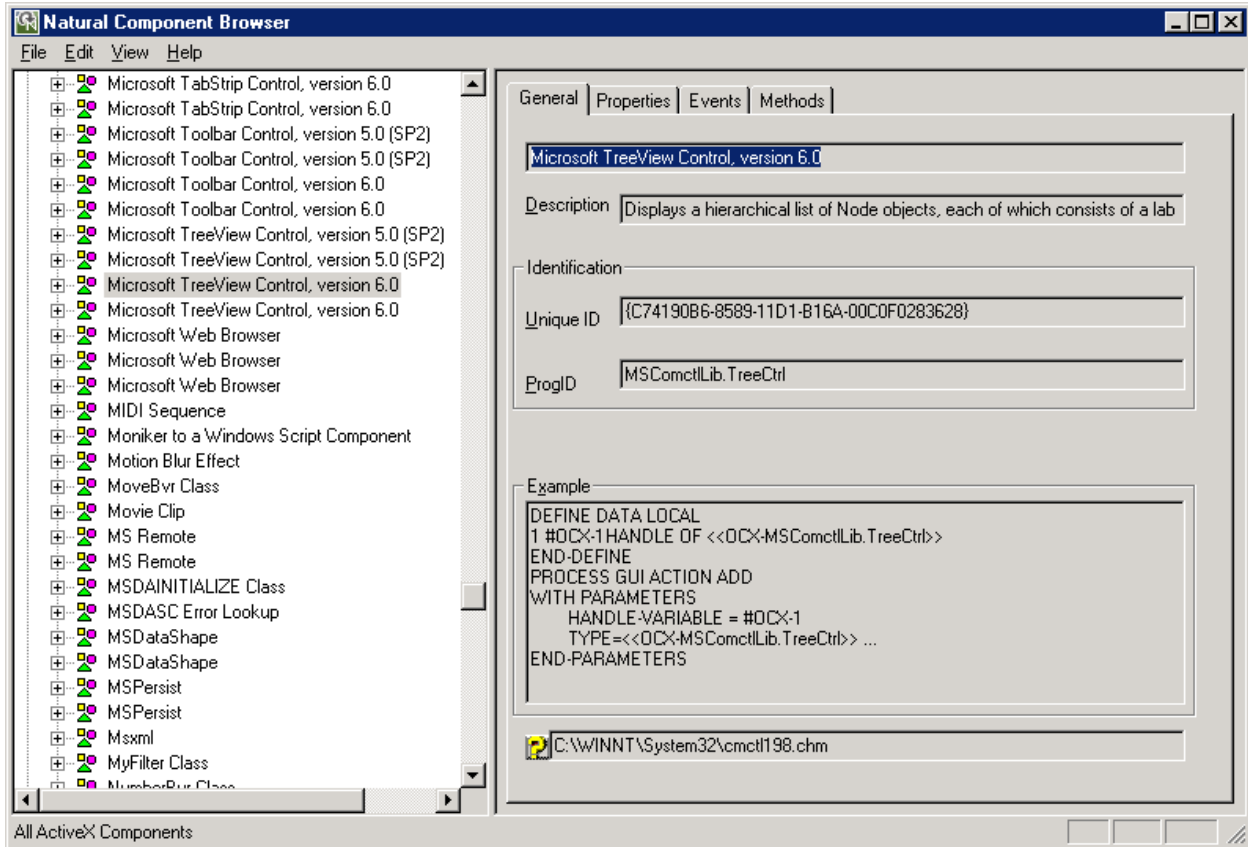 Natural Component Browser
File Edit View Help
Microsoft TabStrip Control, version 6.0
Microsoft TabStrip Control, version 6.0
Microsoft Toolbar Control, version 5.0 (SP2)
Microsoft Toolbar Control, version 5.0 (SP2)
Microsoft Toolbar Control, version 6.0
Microsoft Toolbar Control, version 6.0
Microsoft TreeView Control, version 5.0 (SP2)
Microsoft TreeView Control, version 5.0 (SP2)
Microsoft TreeView Control, version 6.0
Microsoft TreeView Control, version 6.0
Microsoft Web Browser
Microsoft Web Browser
Microsoft Web Browser
MIDI Sequence
Moniker to a Windows Script Component
Motion Blur Effect
MoveBvr Class
Movie Clip
MS Remote
MS Remote
MSDAINITIALIZE Class
MSDASC Error Lookup
MSDataShape
MSDataShape
MSPersist
MSPersist
Msxml
MyFilter Class
NumberBvr Class
General Properties Events Methods
Microsoft TreeView Control, version 6.0
Description Displays a hierarchical list of Node objects, each of which consists of a lab
Identification
Unique ID {C74190B6-8589-11D1-B16A-00C0F0283628}
ProgID MSComctlLib.TreeCtrl
Example
DEFINE DATA LOCAL
1 #OCX-1 HANDLE OF <<OCX-MSComctlLib.TreeCtrl>>
END-DEFINE
PROCESS GUI ACTION ADD
WITH PARAMETERS
HANDLE-VARIABLE = #OCX-1
TYPE=<<OCX-MSComctlLib.TreeCtrl>> ...
END-PARAMETERS
C:\WINNT\System32\cmctl198.chm
All ActiveX Components